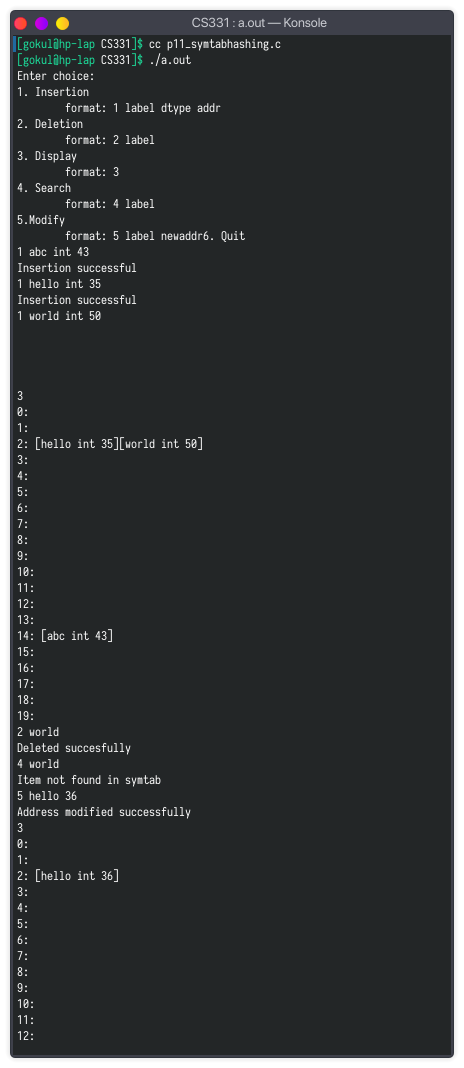 CS331 : a.out — Konsole
[gokul@hp-lap CS331]$ cc p11_symtabhashing.c
[gokul@hp-lap CS331]$ ./a.out
Enter choice:
1. Insertion
format: 1 label dtype addr
2. Deletion
format: 2 label
3. Display
format: 3
4. Search
format: 4 label
5.Modify
format: 5 label newaddr6. Quit
1 abc int 43
Insertion successful
1 hello int 35
Insertion successful
1 world int 50
3
0:
1:
2: [hello int 35][world int 50]
3:
4:
5:
6:
7:
8:
9:
10:
11:
12:
13:
14: [abc int 43]
15:
16:
17:
18:
19:
2 world
Deleted succesfully
4 world
Item not found in symtab
5 hello 36
Address modified successfully
3
0:
1:
2: [hello int 36]
3:
4:
5:
6:
7:
8:
9:
10:
11:
12: